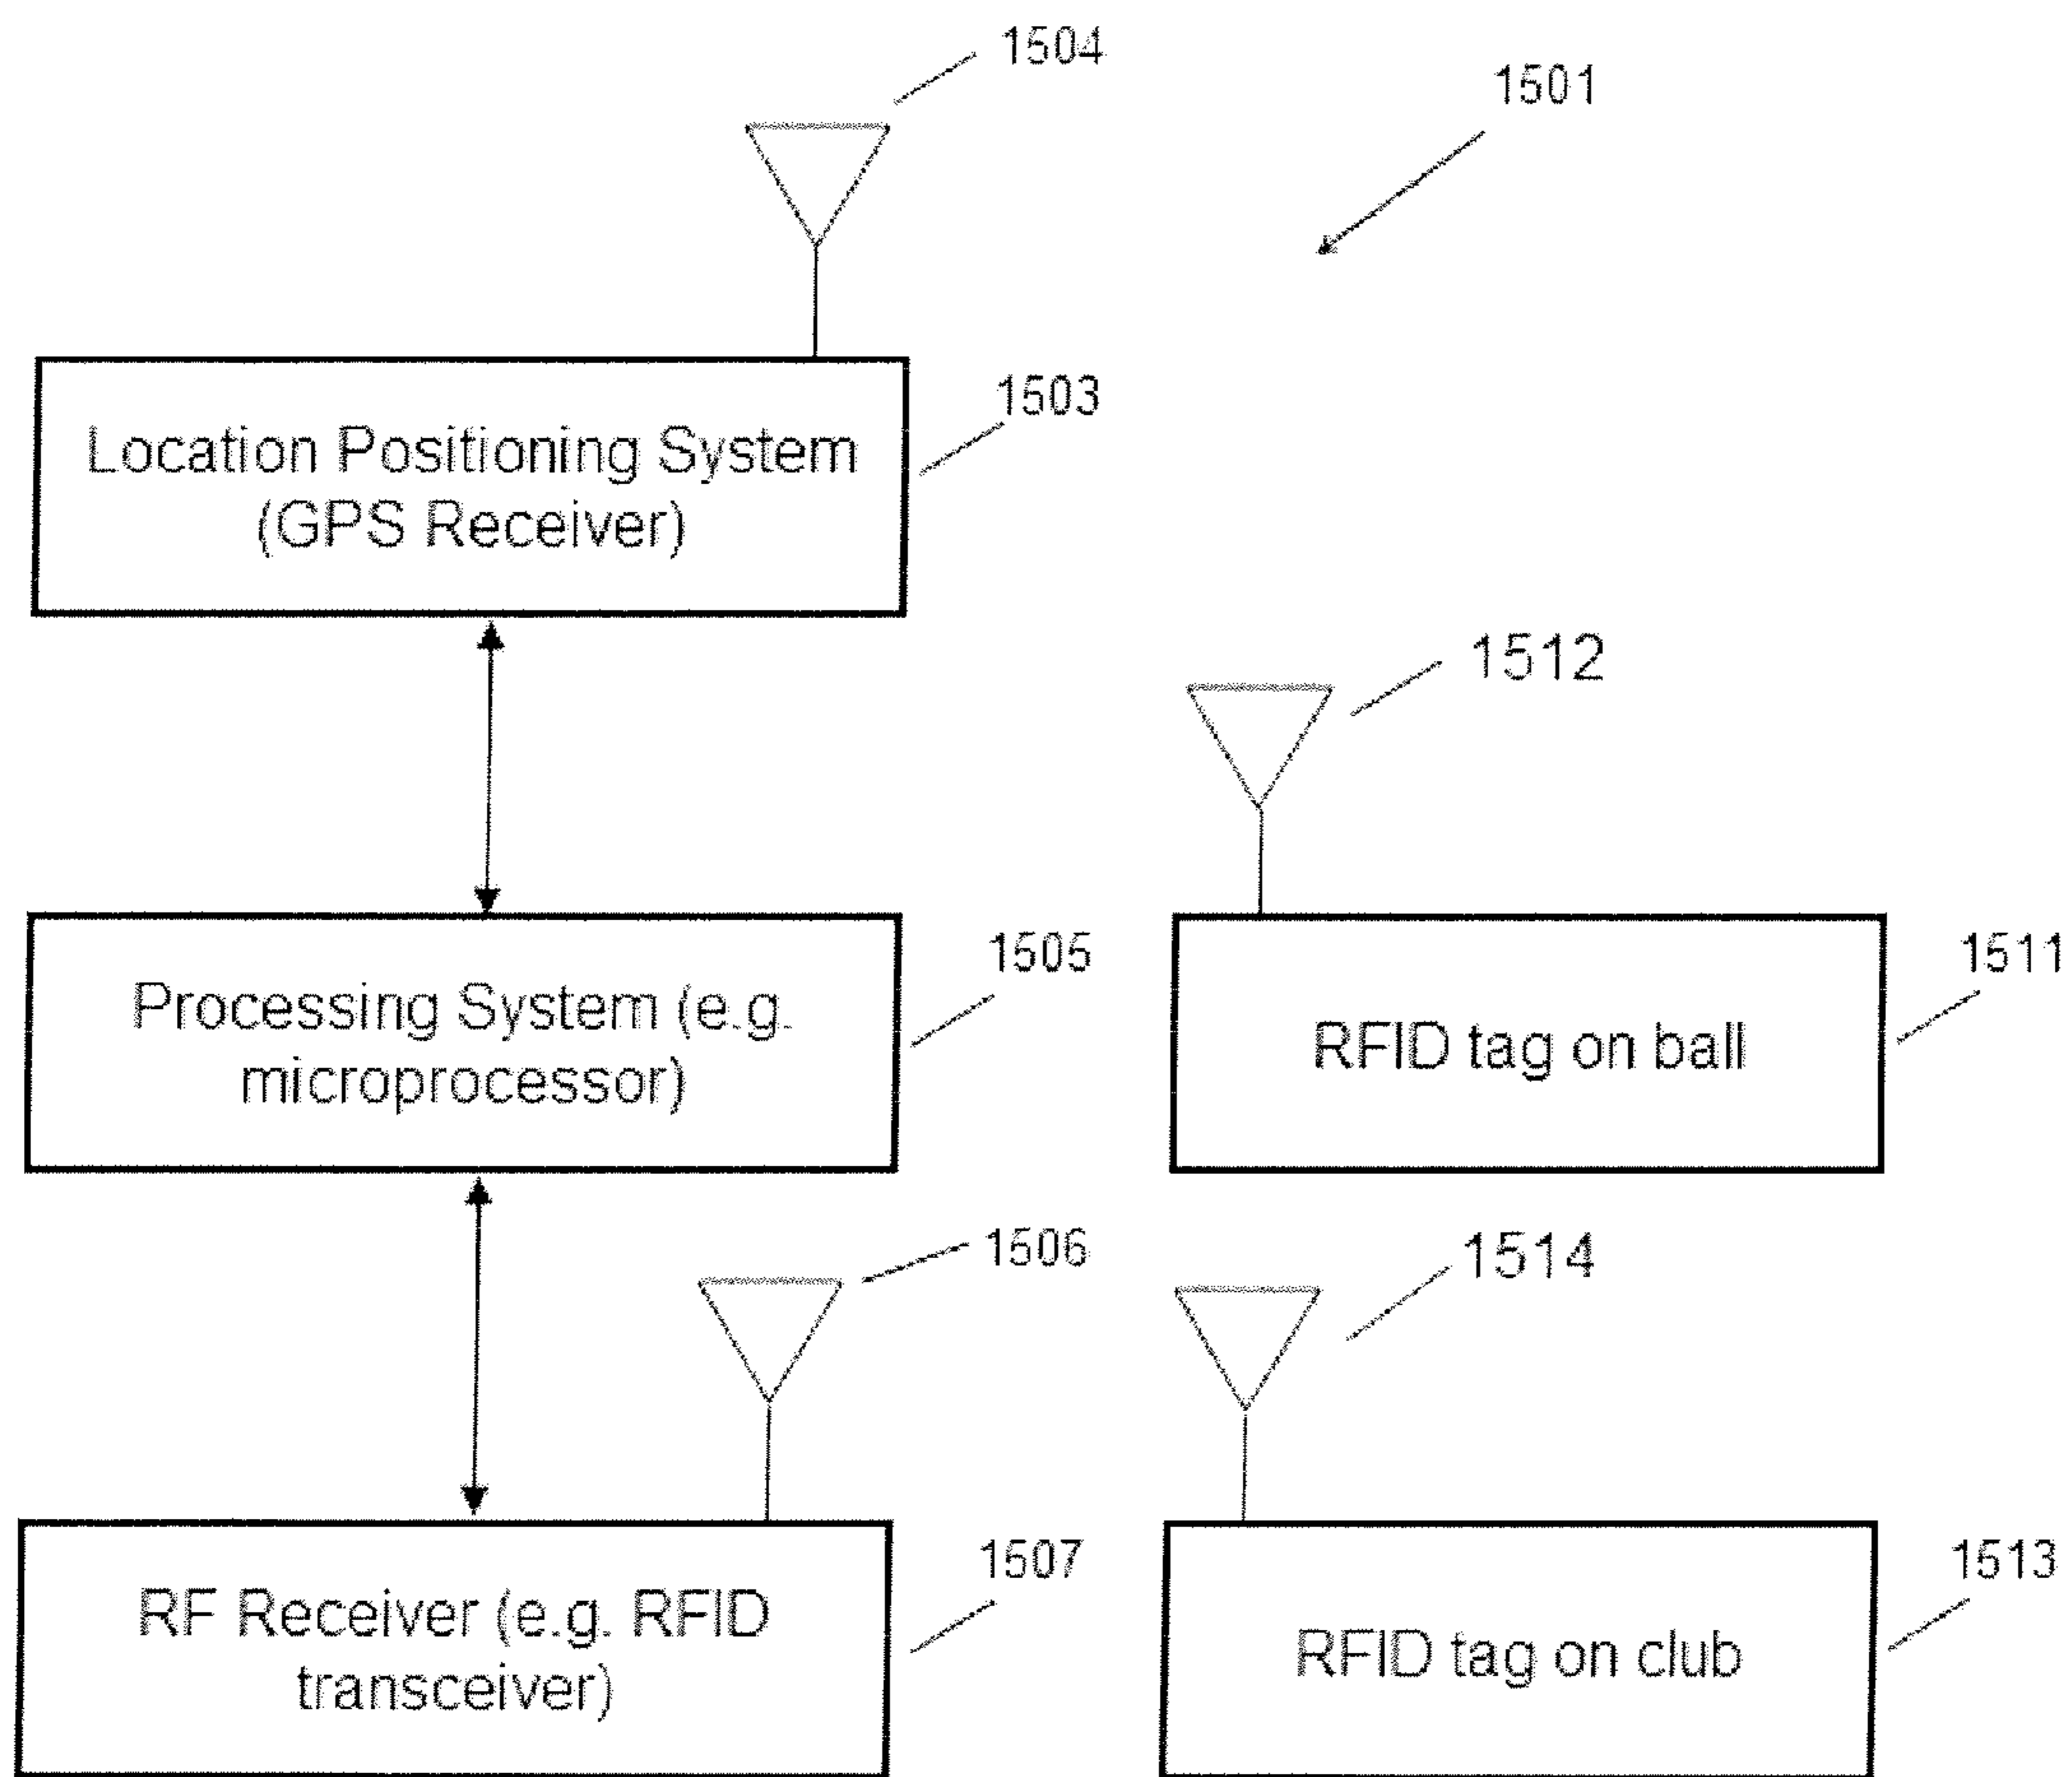 1504
1501
1503
Location Positioning System
(GPS Receiver)
1512
1505
1511
Processing System (e.g.
microprocessor)
RFID tag on ball
1506
1514
1507
1513
RF Receiver (e.g. RFID
transceiver)
RFID tag on club